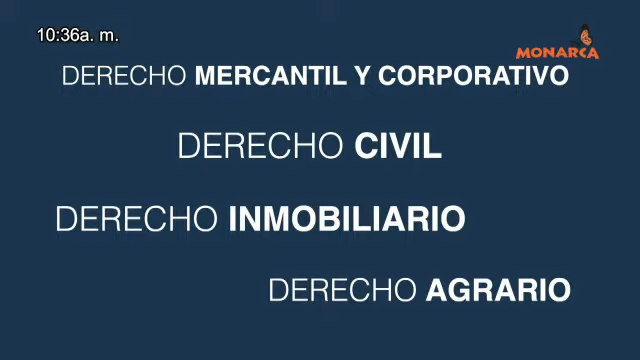 10:36a. m.
MONARCA
DERECHO MERCANTIL Y CORPORATIVO
DERECHO CIVIL
DERECHO INMOBILIARIO
DERECHO AGRARIO